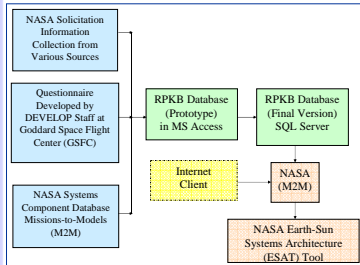 NASA Solicitation
Information
Collection from
Various Sources
Questionnaire
Developed by
DEVELOP Staff at
Goddard Space Flight
Center (GSFC)
NASA Systems
Component Database
Missions-to-Models
(M2M)
RPKB Database
(Prototype)
in MS Access
RPKB Database
(Final Version)
SQL Server
Internet
Client
NASA
(M2M)
NASA Earth-Sun
Systems Architecture
(ESAT) Tool